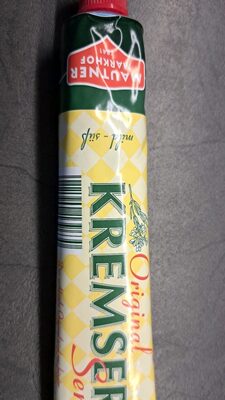 MAUTNER
MARKHOF
1841
mild - süß
Original
KREMSER
Sen